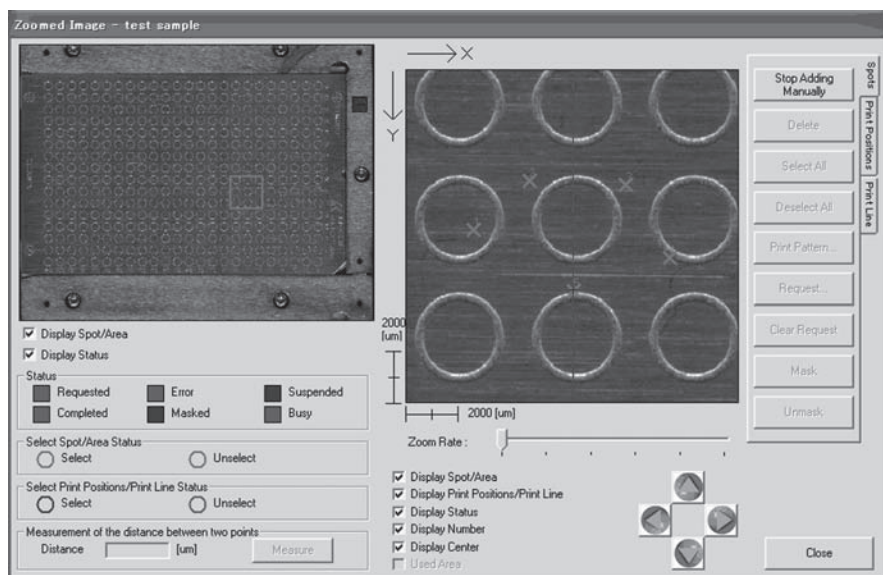 Zoomed Image - test sample
X
Y
2000
[um]
2000 [um]
Zoom Rate :
Display Spot/Area
Display Status
Status
Requested
Error
Suspended
Completed
Masked
Busy
Select Spot/Area Status
Select
Unselect
Select Print Positions/Print Line Status
Select
Unselect
Measurement of the distance between two points
Distance
[um]
Measure
Display Spot/Area
Display Print Positions/Print Line
Display Status
Display Number
Display Center
Used Area
Stop Adding
Manually
Delete
Select All
Deselect All
Print Pattern...
Request...
Clear Request
Mask
Unmask
Spots
Print Positions
Print Line
Close